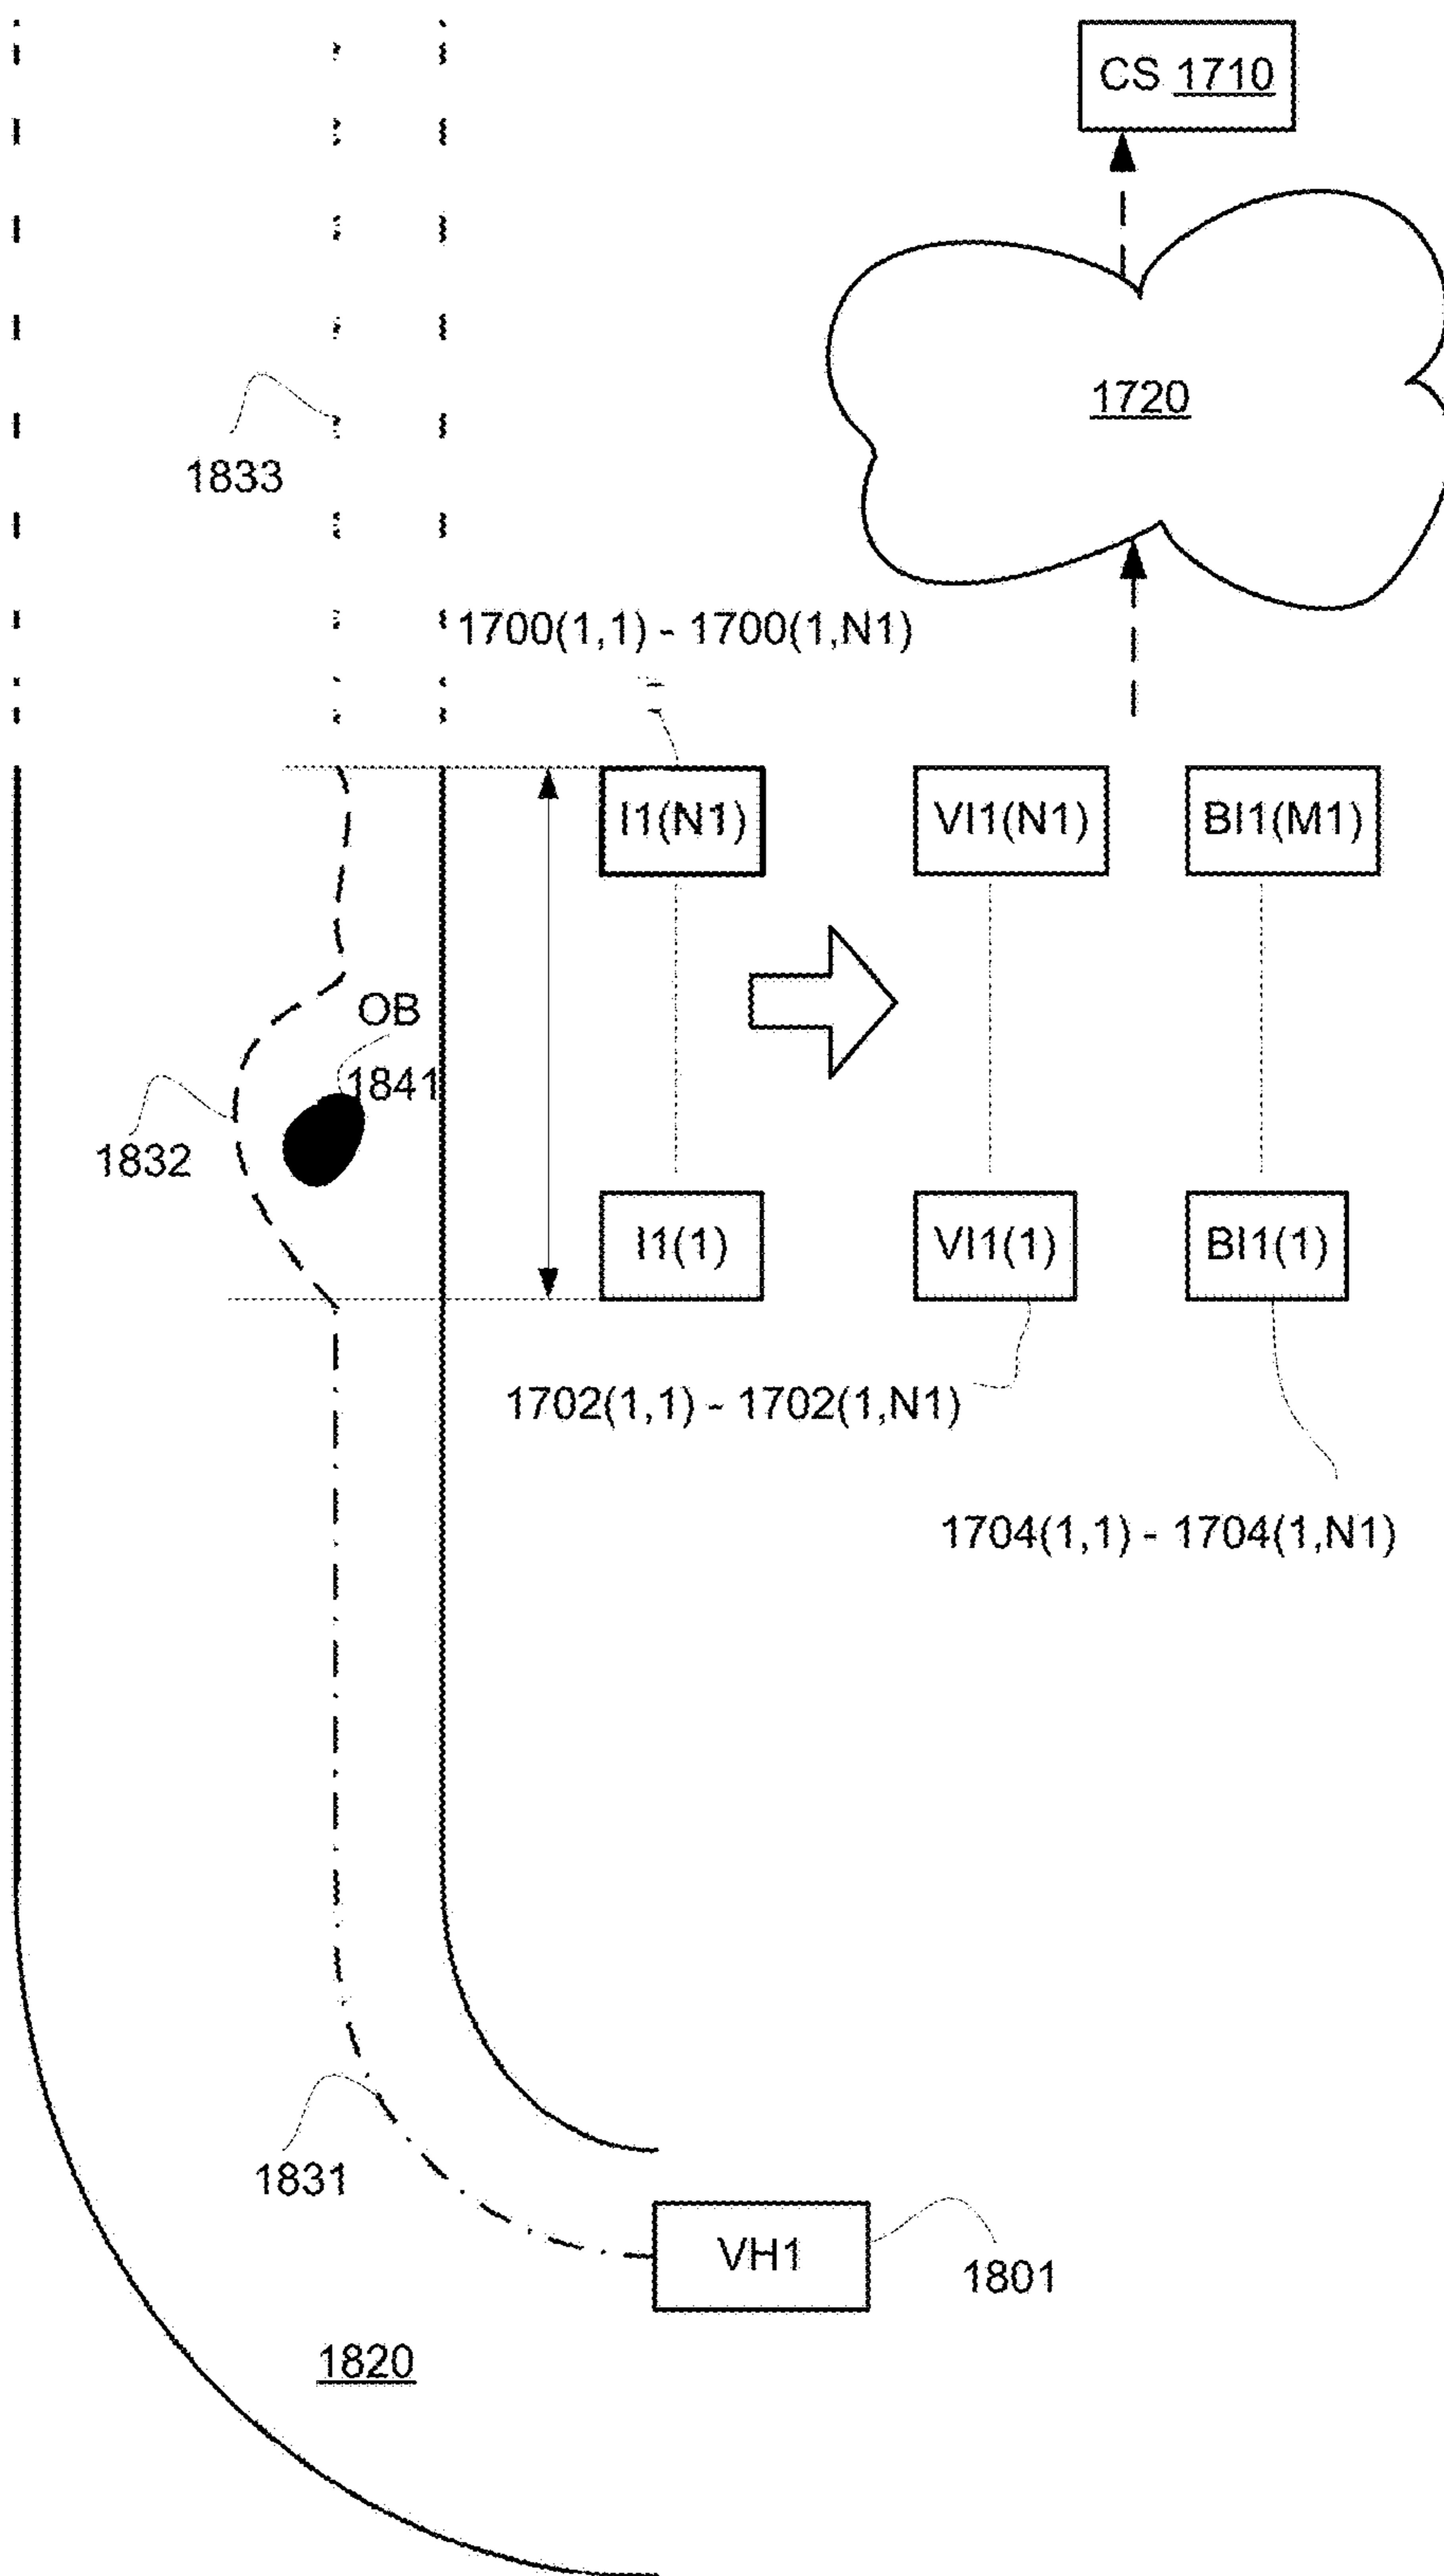 CS 1710
1720
1833
1700(1,1) - 1700(1,N1)
I1(N1)
VI1(N1)
BI1(M1)
OB
1841
1832
I1(1)
VI1(1)
BI1(1)
1702(1,1) - 1702(1,N1)
1704(1,1) - 1704(1,N1)
1831
VH1
1801
1820